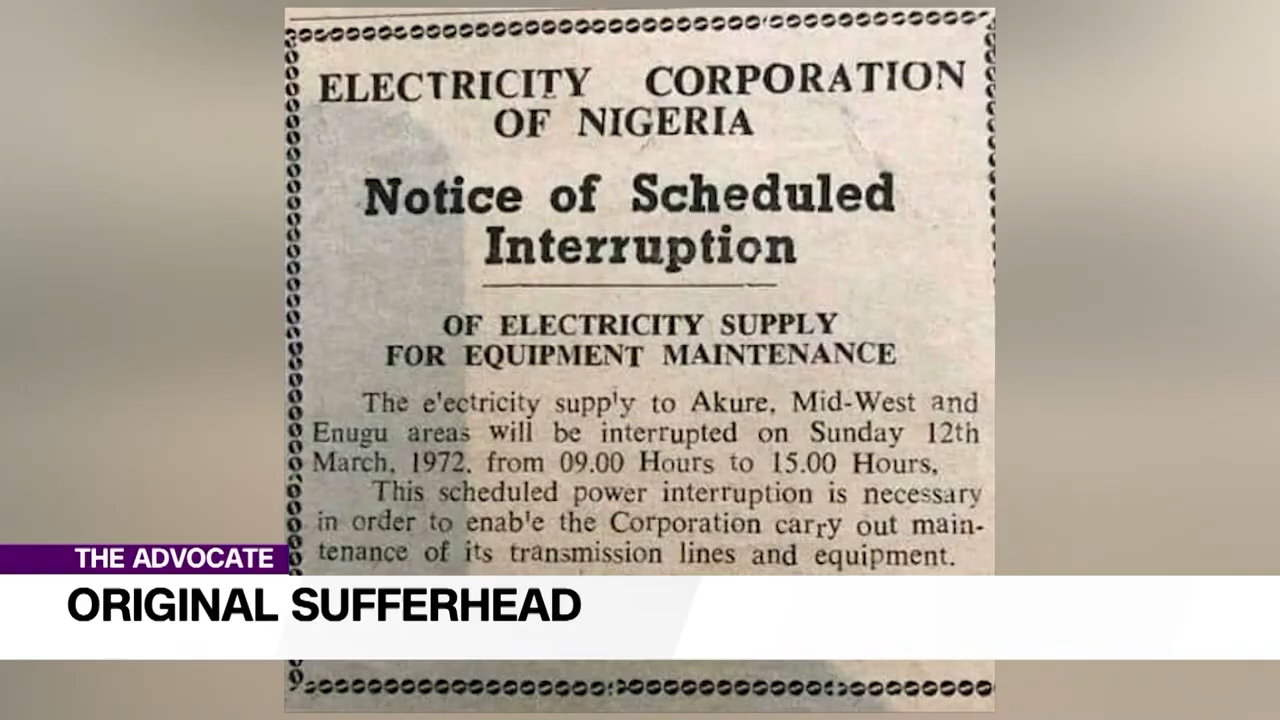 ELECTRICITY CORPORATION
OF NIGERIA
Notice of Scheduled
Interruption
OF ELECTRICITY SUPPLY
FOR EQUIPMENT MAINTENANCE
The e'ectricity supp'y to Akure, Mid-West and
Enugu areas will be interrupted on Sunday 12th
March, 1972, from 09.00 Hours to 15.00 Hours.
This scheduled power interruption is necessary
in order to enab'e the Corporation carry out main-
tenance of its transmission lines and equipment.
THE ADVOCATE
ORIGINAL SUFFERHEAD